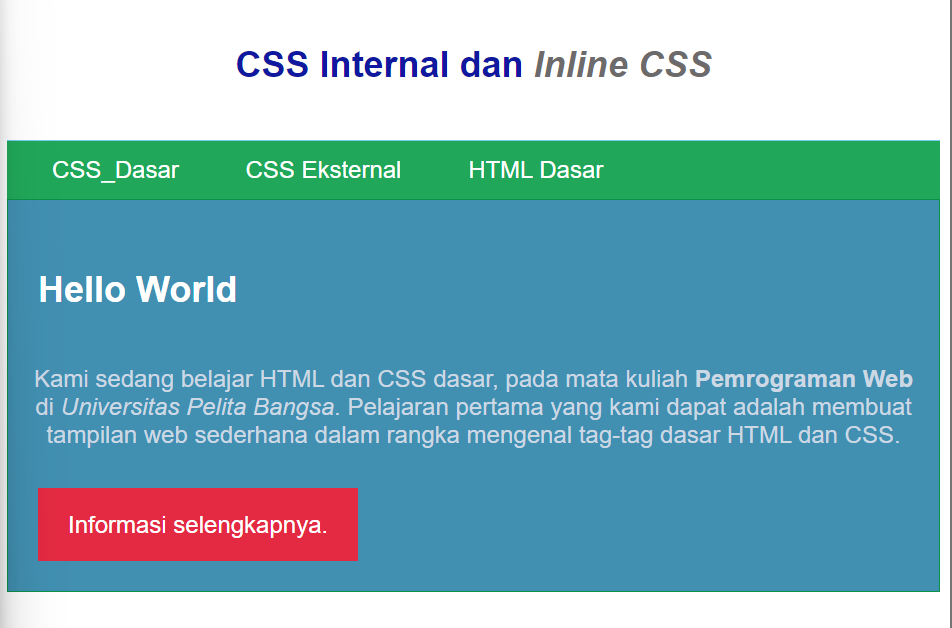 CSS Internal dan Inline CSS
CSS_Dasar CSS Eksternal HTML Dasar
Hello World
Kami sedang belajar HTML dan CSS dasar, pada mata kuliah Pemrograman Web
di Universitas Pelita Bangsa. Pelajaran pertama yang kami dapat adalah membuat
tampilan web sederhana dalam rangka mengenal tag-tag dasar HTML dan CSS.
Informasi selengkapnya.